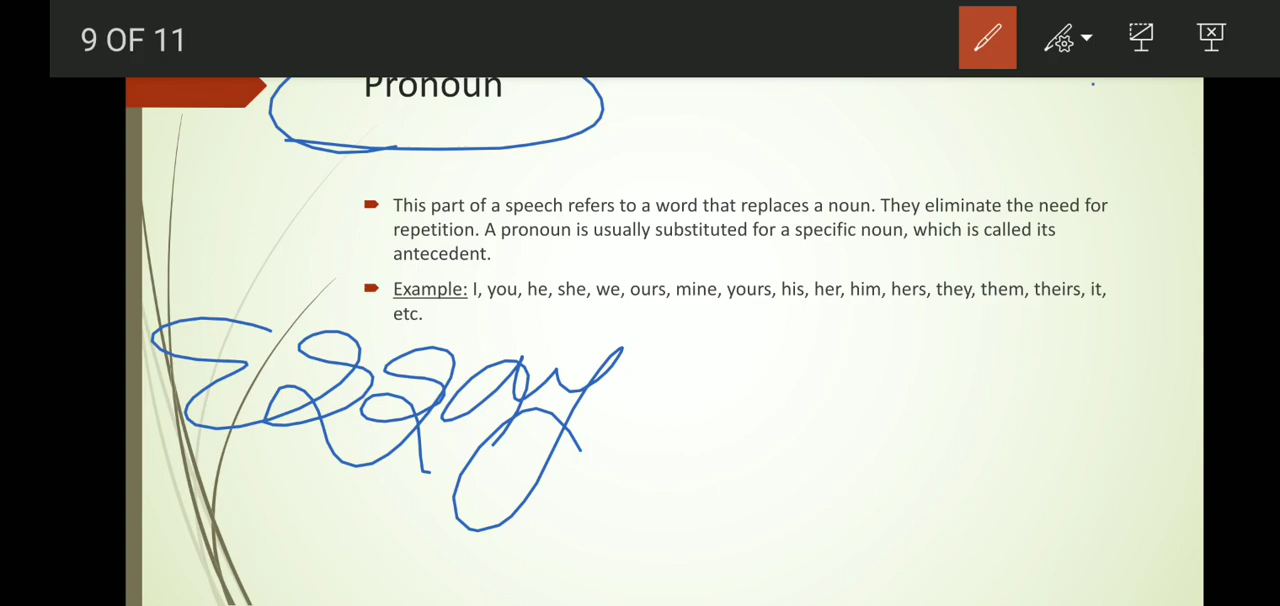 9 OF 11
Pronoun
This part of a speech refers to a word that replaces a noun. They eliminate the need for
repetition. A pronoun is usually substituted for a specific noun, which is called its
antecedent.
Example: I, you, he, she, we, ours, mine, yours, his, her, him, hers, they, them, theirs, it,
etc.
Essay